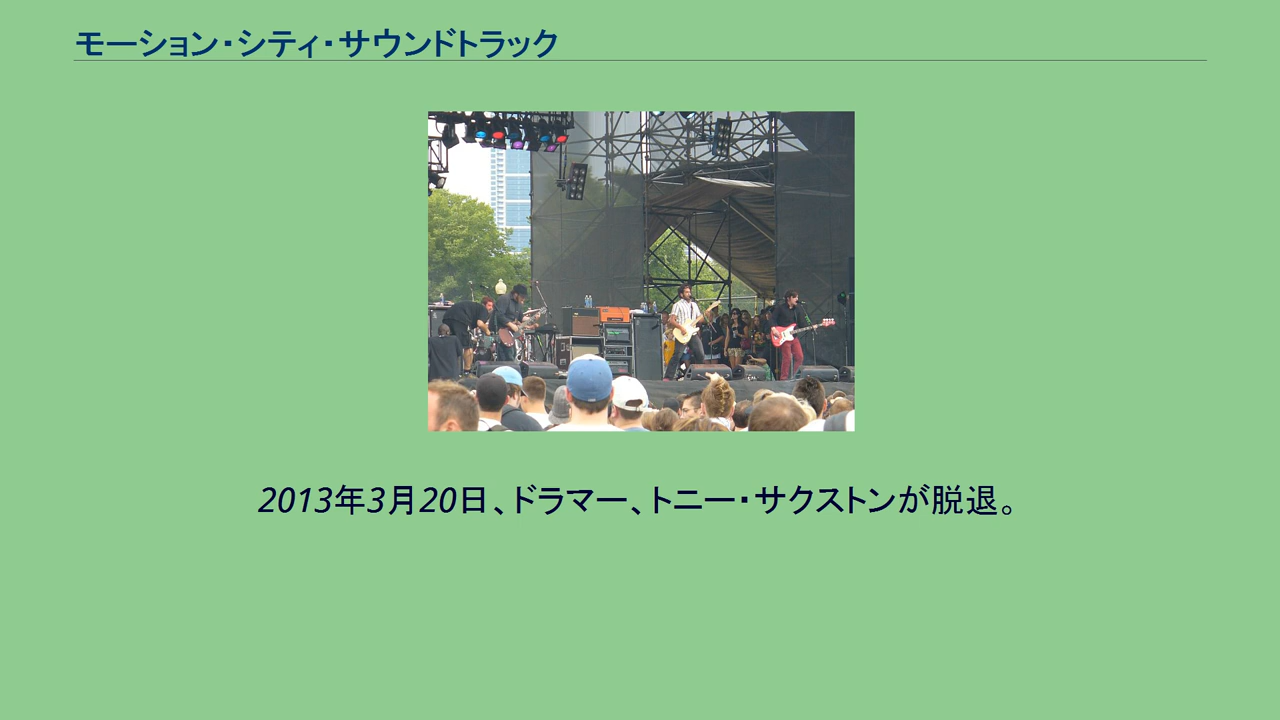 モーション・シティ・サウンドトラック
2013年3月20日、ドラマー、トニー・サクストンが脱退。